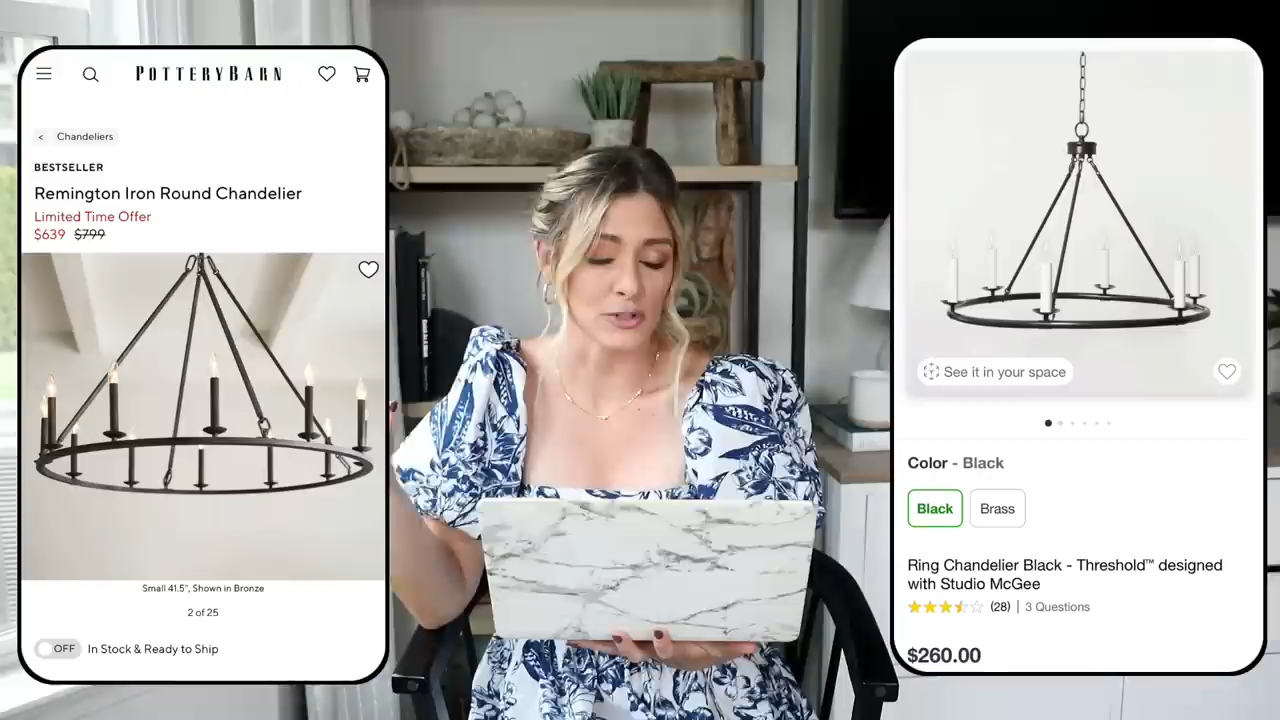 POTTERYBARN
< Chandeliers
BESTSELLER
Remington Iron Round Chandelier
Limited Time Offer
$639 $799
Small 41.5", Shown in Bronze
2 of 25
OFF In Stock & Ready to Ship
See it in your space
Color - Black
Black Brass
Ring Chandelier Black - Threshold™ designed
with Studio McGee
(28) | 3 Questions
$260.00